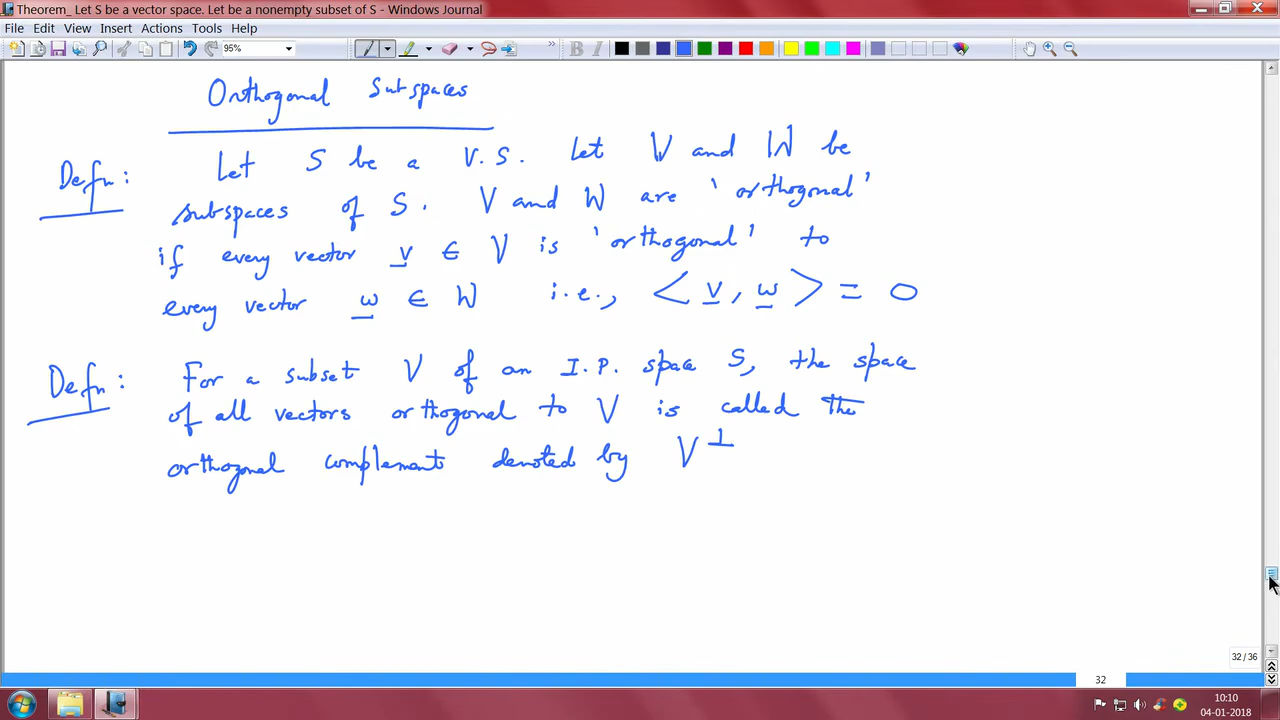 Theorem_ Let S be a vector space. Let be a nonempty subset of S - Windows Journal
File Edit View Insert Actions Tools Help
95%
Orthogonal Subspaces
Defn: Let S be a V.S. Let V and W be
subspaces of S. V and W are 'orthogonal'
if every vector v ∈ V is 'orthogonal' to
every vector w ∈ W i.e., <v, w> = 0
Defn: For a subset V of an I.P. space S, the space
of all vectors orthogonal to V is called the
orthogonal complement denoted by V⊥
32/36
32
10:10
04-01-2018